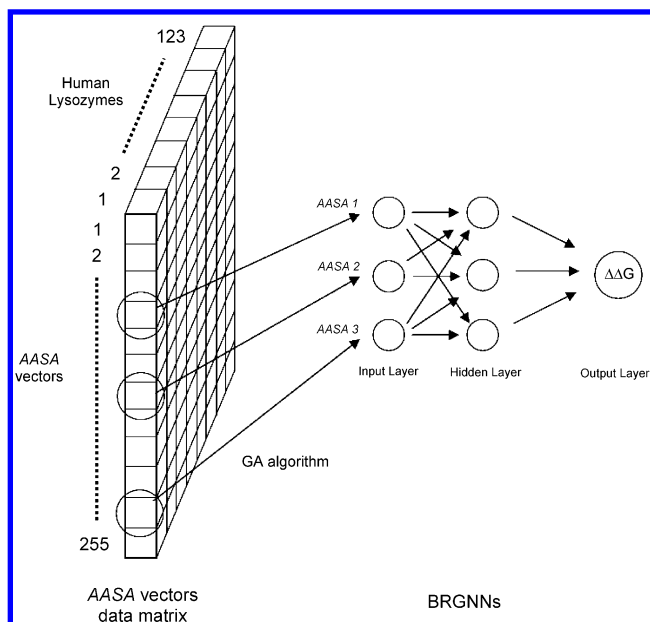 123
Human
Lysozymes
2
1
1
2
AASA
vectors
255
AASA vectors
data matrix
GA algorithm
AASA 1
AASA 2
AASA 3
Input Layer
Hidden Layer
Output Layer
ΔΔG
BRGNNs